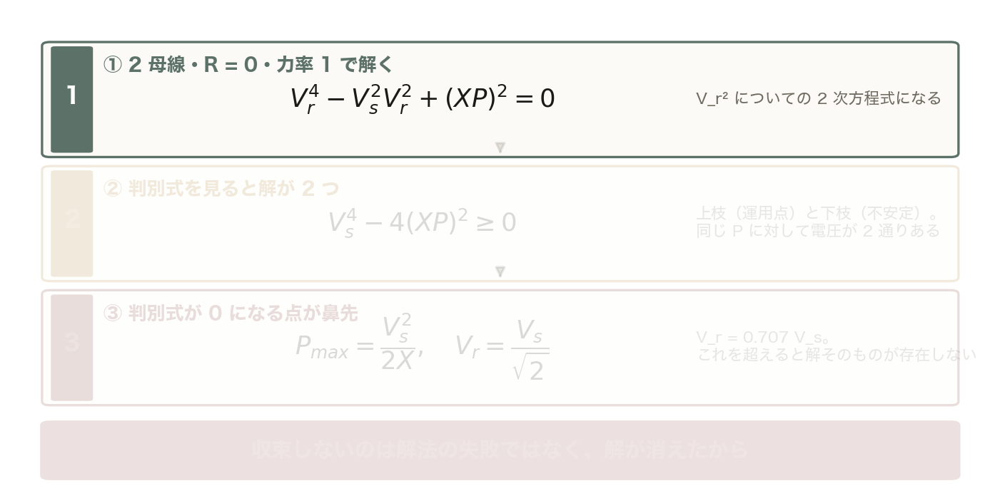 1
① 2 母線・R = 0・力率 1 で解く
V_r^4 − V_s^2 V_r^2 + (XP)^2 = 0
V_r² についての 2 次方程式になる
2
② 判別式を見ると解が 2 つ
V_s^4 − 4(XP)^2 ≥ 0
上枝（運用点）と下枝（不安定）。
同じ P に対して電圧が 2 通りある
3
③ 判別式が 0 になる点が鼻先
P_{max} = \frac{V_s^2}{2X}, V_r = \frac{V_s}{\sqrt{2}}
V_r = 0.707 V_s。
これを超えると解そのものが存在しない
収束しないのは解法の失敗ではなく、解が消えたから